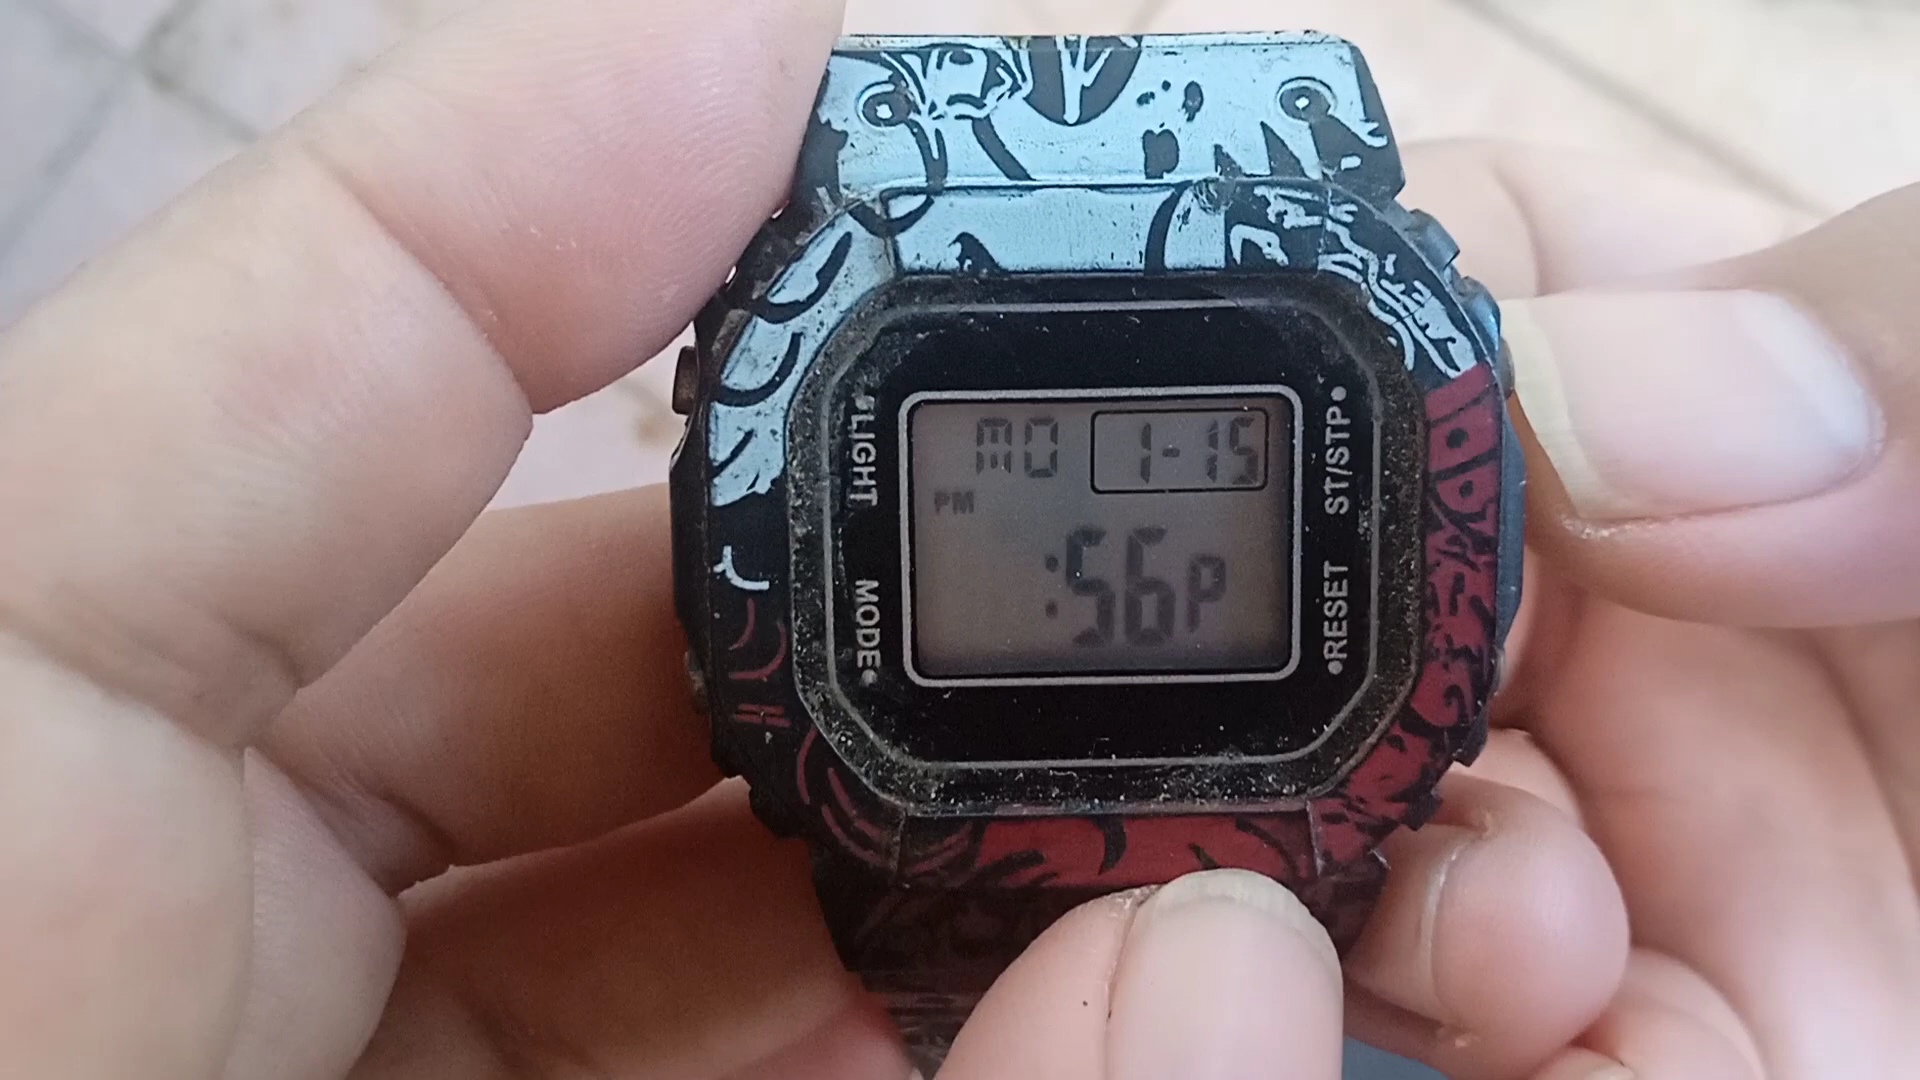 MO 1-15
PM
:56P
LIGHT
MODE
ST/STP
RESET